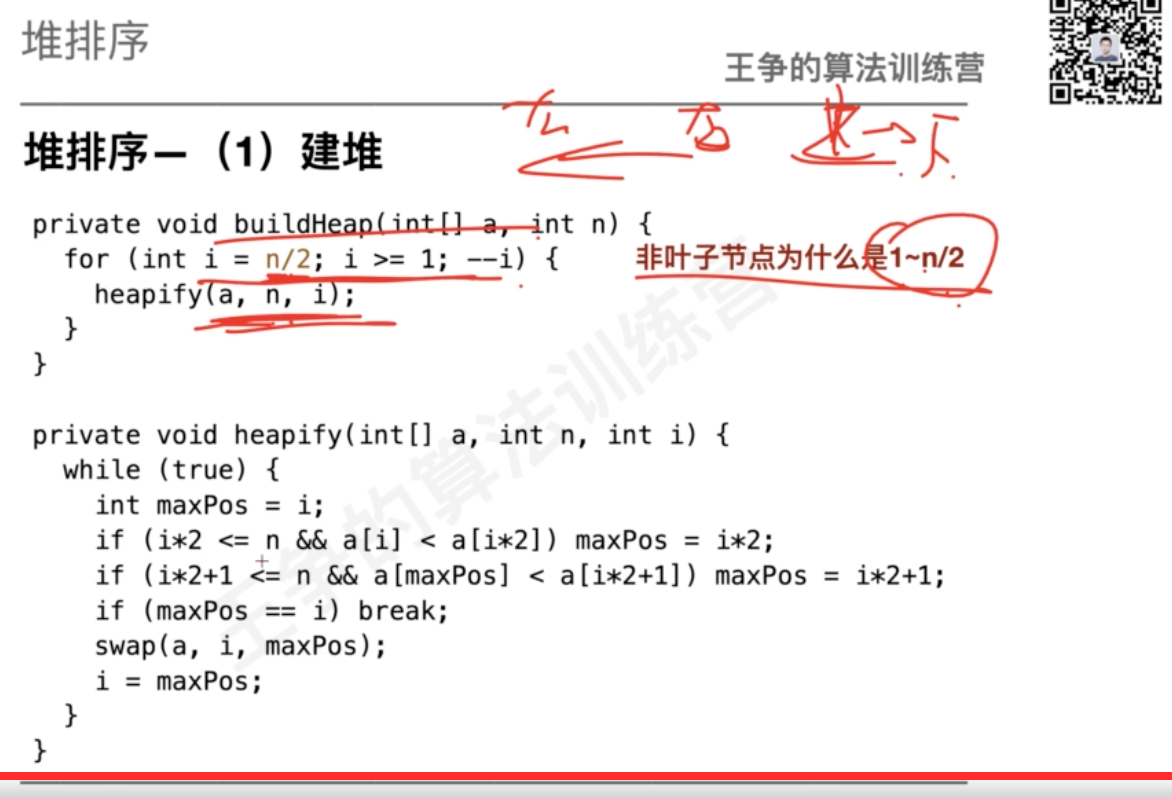 堆排序
王争的算法训练营
堆排序—（1）建堆
private void buildHeap(int[] a, int n) {
for (int i = n/2; i >= 1; --i) {
heapify(a, n, i);
}
}
非叶子节点为什么是1~n/2
private void heapify(int[] a, int n, int i) {
while (true) {
int maxPos = i;
if (i*2 <= n && a[i] < a[i*2]) maxPos = i*2;
if (i*2+1 <= n && a[maxPos] < a[i*2+1]) maxPos = i*2+1;
if (maxPos == i) break;
swap(a, i, maxPos);
i = maxPos;
}
}
王争的算法训练营